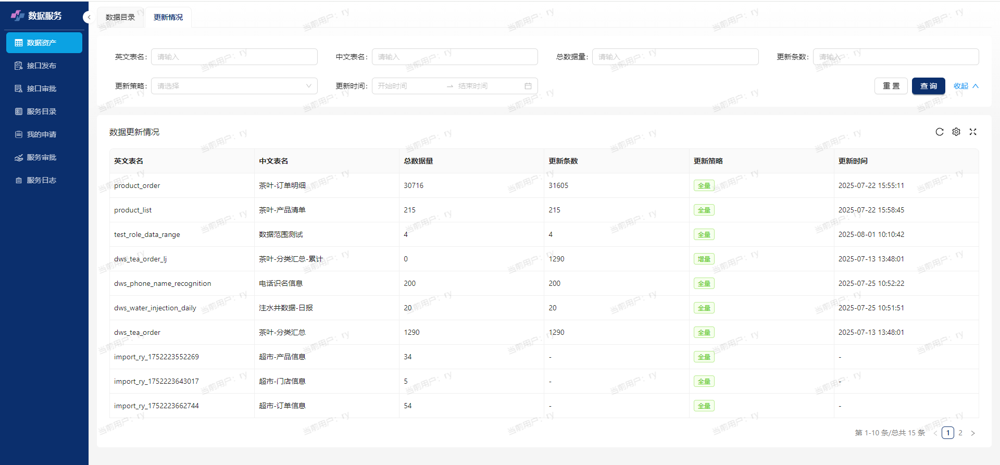 数据服务
数据资产
接口发布
接口审批
服务目录
我的申请
服务审批
服务日志
数据目录 更新情况
英文表名: 请输入 中文表名: 请输入 总数据量: 请输入 更新条数: 请输入
更新策略: 请选择 更新时间: 开始时间 → 结束时间 重 置 查 询 收起
数据更新情况
英文表名 中文表名 总数据量 更新条数 更新策略 更新时间
product_order 茶叶-订单明细 30716 31605 全量 2025-07-22 15:55:11
product_list 茶叶-产品清单 215 215 全量 2025-07-22 15:58:45
test_role_data_range 数据范围测试 4 4 全量 2025-08-01 10:10:42
dws_tea_order_lj 茶叶-分类汇总-累计 0 1290 增量 2025-07-13 13:48:01
dws_phone_name_recognition 电话识名信息 200 200 全量 2025-07-25 10:52:22
dws_water_injection_daily 注水井数据-日报 20 20 全量 2025-07-25 10:51:51
dws_tea_order 茶叶-分类汇总 1290 1290 全量 2025-07-13 13:48:01
import_ry_1752223552269 超市-产品信息 34 - 全量 -
import_ry_1752223643017 超市-门店信息 5 - 全量 -
import_ry_1752223662744 超市-订单信息 54 - 全量 -
第 1-10 条/总共 15 条 < 1 2 >
当前用户：ry